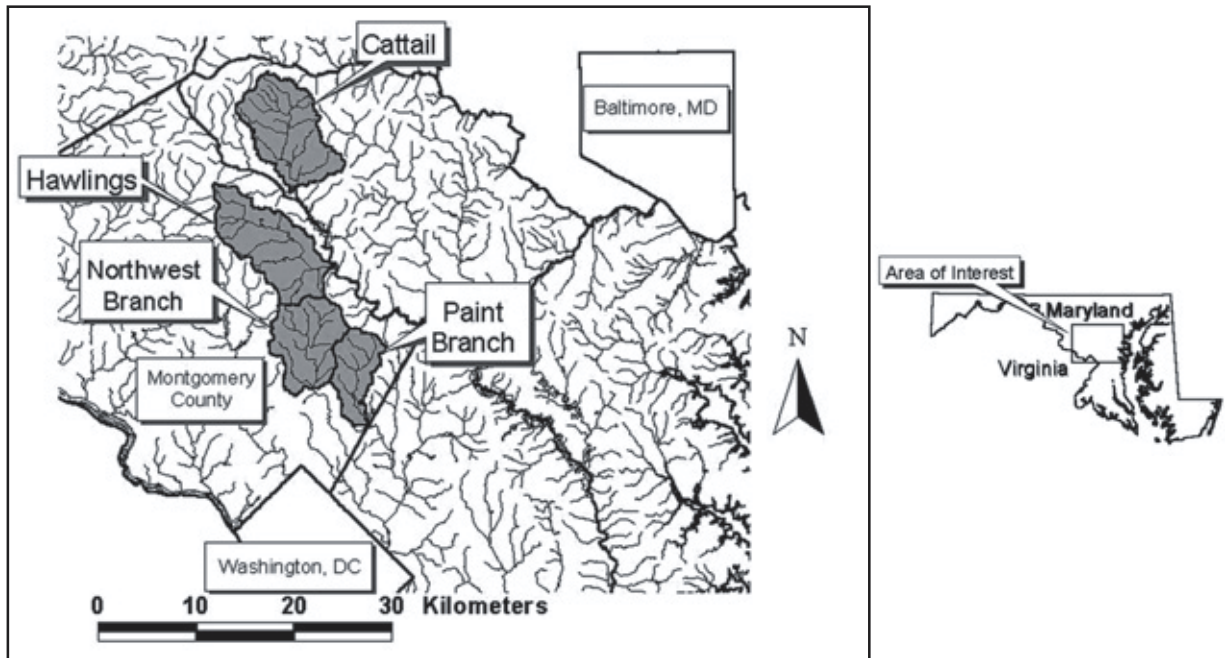 Cattail
Baltimore, MD
Hawlings
Northwest
Branch
Paint
Branch
Montgomery
County
Washington, DC
0 10 20 30 Kilometers
N
Area of Interest
Maryland
Virginia